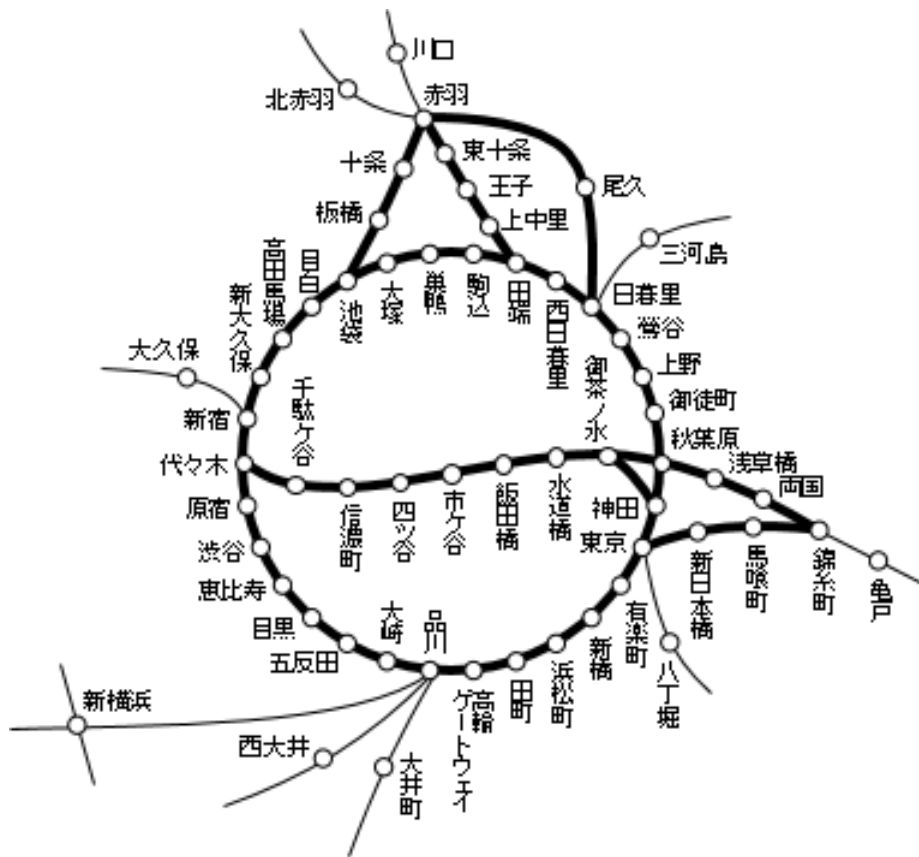 川口
北赤羽
赤羽
東十条
十条
王子
尾久
板橋
上中里
三河島
高田馬場
目白
新大久保
池袋
大塚
巣鴨
駒込
田端
西日暮里
日暮里
鶯谷
大久保
千駄ケ谷
御茶ノ水
上野
新宿
御徒町
代々木
秋葉原
浅草橋
両国
原宿
信濃町
四ツ谷
市ケ谷
飯田橋
水道橋
神田
東京
渋谷
新日本橋
馬喰町
錦糸町
亀戸
恵比寿
目黒
五反田
大崎
品川
有楽町
新橋
浜松町
田町
高輪
ゲートウェイ
八丁堀
新横浜
西大井
大井町